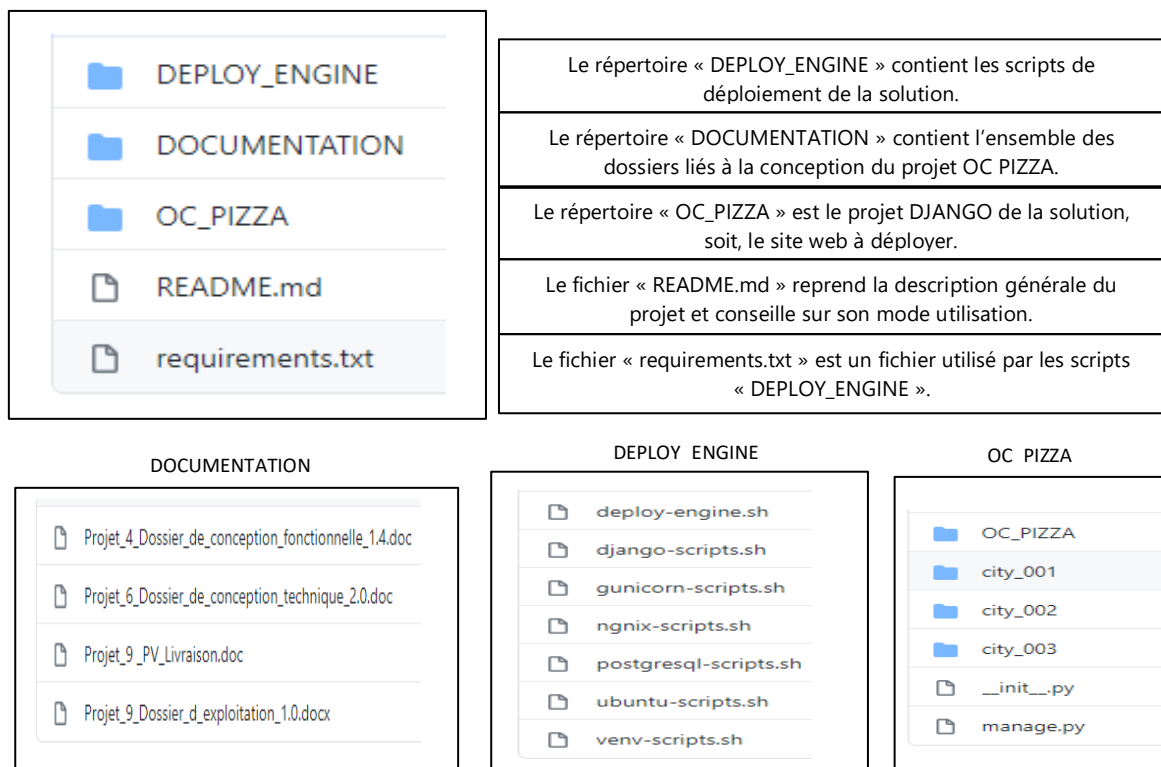 DEPLOY_ENGINE
DOCUMENTATION
OC_PIZZA
README.md
requirements.txt
Le répertoire « DEPLOY_ENGINE » contient les scripts de
déploiement de la solution.
Le répertoire « DOCUMENTATION » contient l’ensemble des
dossiers liés à la conception du projet OC PIZZA.
Le répertoire « OC_PIZZA » est le projet DJANGO de la solution,
soit, le site web à déployer.
Le fichier « README.md » reprend la description générale du
projet et conseille sur son mode utilisation.
Le fichier « requirements.txt » est un fichier utilisé par les scripts
« DEPLOY_ENGINE ».
DOCUMENTATION
Projet_4_Dossier_de_conception_fonctionnelle_1.4.doc
Projet_6_Dossier_de_conception_technique_2.0.doc
Projet_9 _PV_Livraison.doc
Projet_9_Dossier_d_exploitation_1.0.docx
DEPLOY ENGINE
deploy-engine.sh
django-scripts.sh
gunicorn-scripts.sh
ngnix-scripts.sh
postgresql-scripts.sh
ubuntu-scripts.sh
venv-scripts.sh
OC PIZZA
OC_PIZZA
city_001
city_002
city_003
__init__.py
manage.py